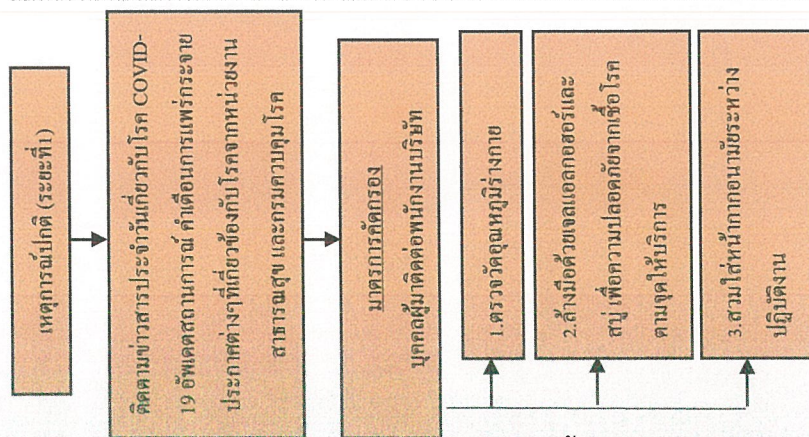 เหตุการณ์ปกติ (ระยะที่1)
ติดตามข่าวสารประจำวันเกี่ยวกับโรค COVID-
19 อัพเดตสถานการณ์ คำเตือนการแพร่กระจาย
ประกาศต่างๆที่เกี่ยวข้องกับโรคจากหน่วยงาน
สาธารณสุข และกรมควบคุมโรค
มาตรการคัดกรอง
บุคคลผู้มาติดต่อพนักงานบริษัท
1.ตรวจวัดอุณหภูมิร่างกาย
2.ล้างมือด้วยเจลแอลกอฮอร์และ
สบู่ เพื่อความปลอดภัยจากเชื้อโรค
ตามจุดให้บริการ
3.สวมใส่หน้ากากอนามัยระหว่าง
ปฏิบัติงาน